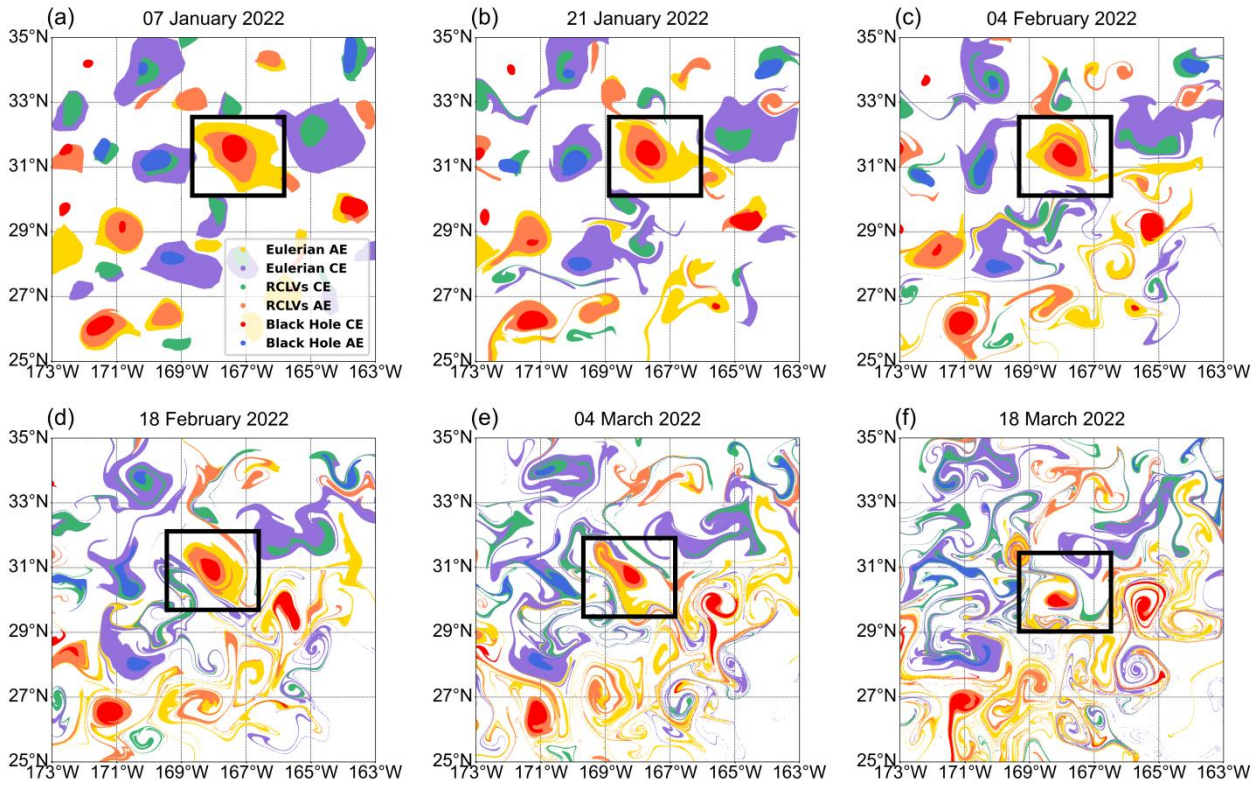 (a) 07 January 2022
(b) 21 January 2022
(c) 04 February 2022
35°N
33°N
31°N
29°N
27°N
25°N
173°W 171°W 169°W 167°W 165°W 163°W
Eulerian AE
Eulerian CE
RCLVs CE
RCLVs AE
Black Hole CE
Black Hole AE
35°N
33°N
31°N
29°N
27°N
25°N
173°W 171°W 169°W 167°W 165°W 163°W
35°N
33°N
31°N
29°N
27°N
25°N
173°W 171°W 169°W 167°W 165°W 163°W
(d) 18 February 2022
(e) 04 March 2022
(f) 18 March 2022
35°N
33°N
31°N
29°N
27°N
25°N
173°W 171°W 169°W 167°W 165°W 163°W
35°N
33°N
31°N
29°N
27°N
25°N
173°W 171°W 169°W 167°W 165°W 163°W
35°N
33°N
31°N
29°N
27°N
25°N
173°W 171°W 169°W 167°W 165°W 163°W